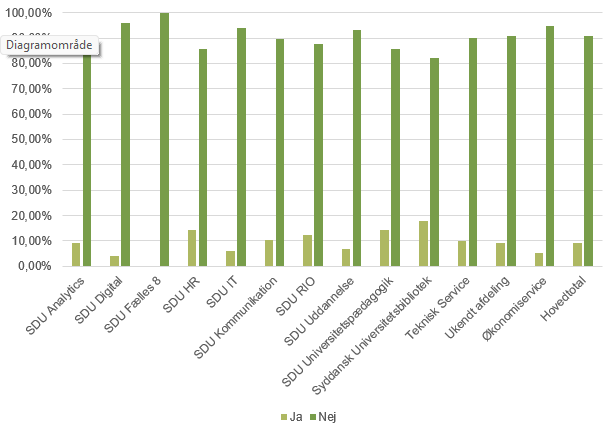 100,00%
Diagramområde
80,00%
70,00%
60,00%
50,00%
40,00%
30,00%
20,00%
10,00%
0,00%
SDU Analytics
SDU Digital
SDU Fælles 8
SDU HR
SDU IT
SDU Kommunikation
SDU RIO
SDU Uddannelse
SDU Universitetspædagogik
Syddansk Universitetsbibliotek
Teknisk Service
Ukendt afdeling
Økonomiservice
Hovedtotal
Ja
Nej